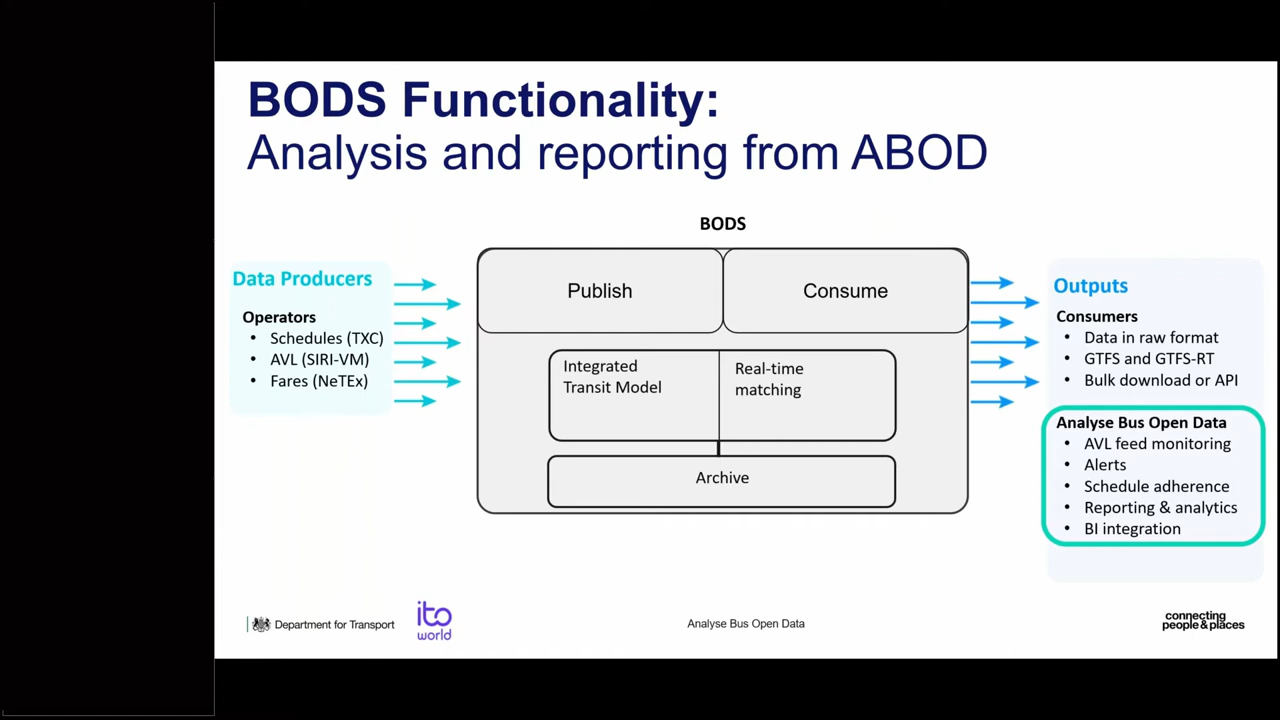 BODS Functionality:
Analysis and reporting from ABOD
BODS
Data Producers
Operators
• Schedules (TXC)
• AVL (SIRI-VM)
• Fares (NeTEx)
Publish
Consume
Integrated
Transit Model
Real-time
matching
Archive
Outputs
Consumers
• Data in raw format
• GTFS and GTFS-RT
• Bulk download or API
Analyse Bus Open Data
• AVL feed monitoring
• Alerts
• Schedule adherence
• Reporting & analytics
• BI integration
Department for Transport
ito
world
Analyse Bus Open Data
connecting
people&places